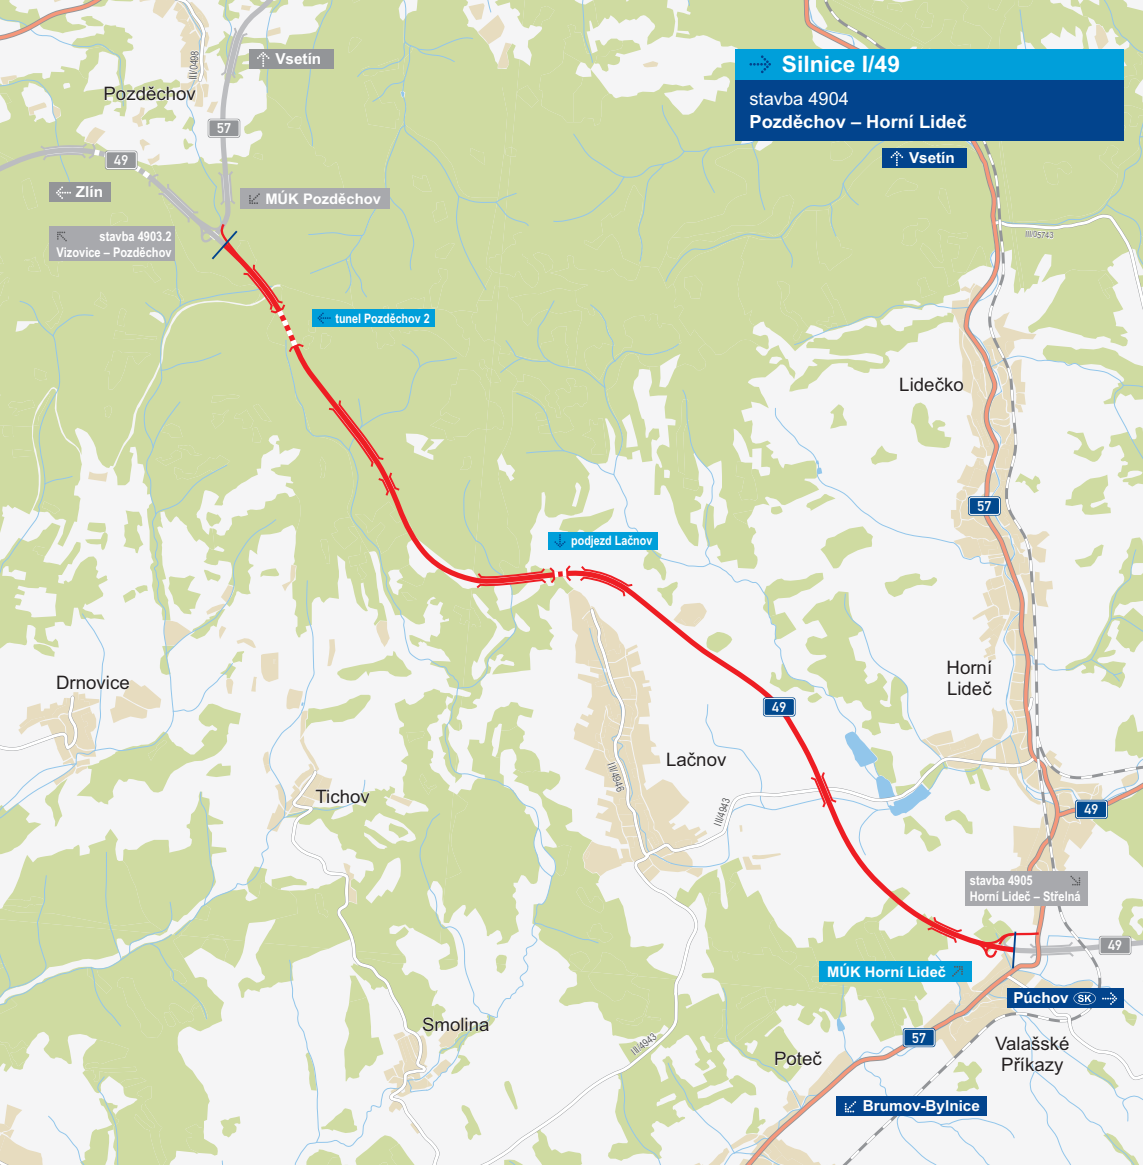 Silnice I/49
stavba 4904
Pozděchov – Horní Lideč
Vsetín
III/0498
Pozděchov
57
49
Zlín
MÚK Pozděchov
stavba 4903.2
Vizovice – Pozděchov
Vsetín
III/05743
tunel Pozděchov 2
Lidečko
57
podjezd Lačnov
Horní
Lideč
Drnovice
49
Lačnov
III/4946
Tichov
III/4943
49
stavba 4905
Horní Lideč – Střelná
49
MÚK Horní Lideč
Púchov SK
Smolina
57
III/4943
Poteč
Valašské
Příkazy
Brumov-Bylnice